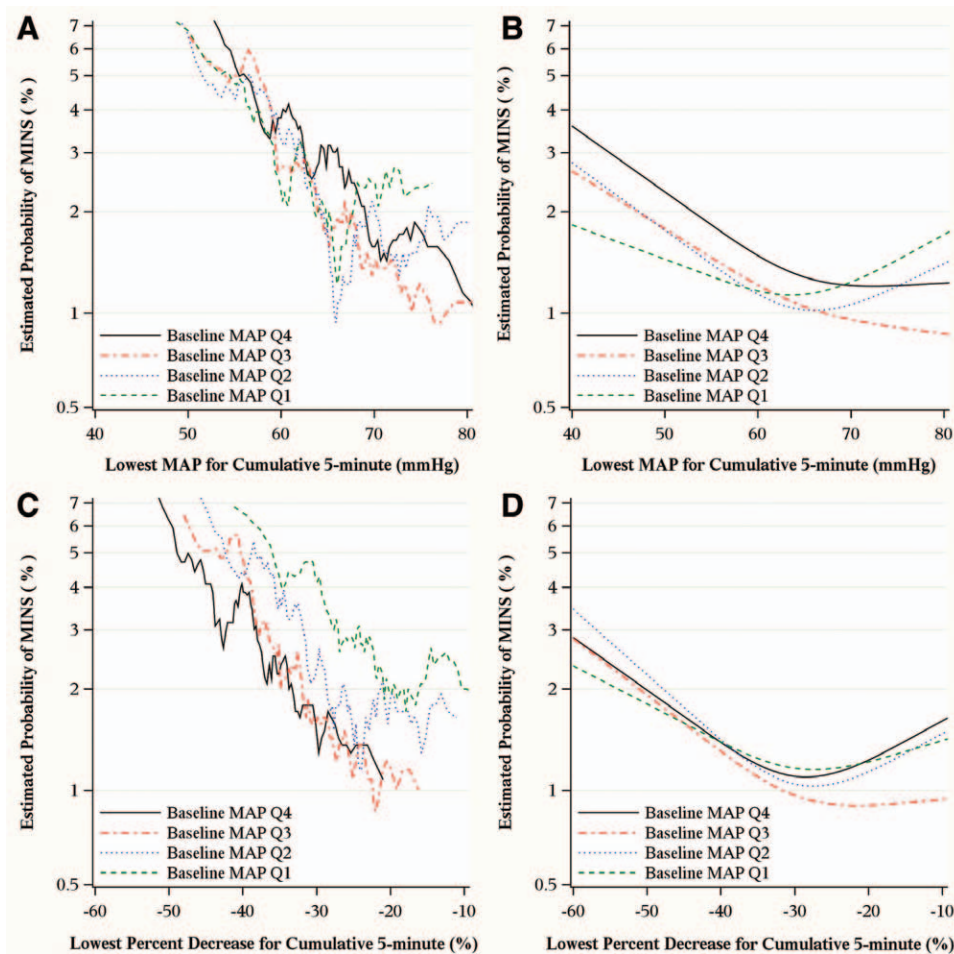 A
Estimated Probability of MINS ( % )
7
6
5
4
3
2
1
0.5
Baseline MAP Q4
Baseline MAP Q3
Baseline MAP Q2
Baseline MAP Q1
40 50 60 70 80
Lowest MAP for Cumulative 5-minute (mmHg)
B
Estimated Probability of MINS ( % )
7
6
5
4
3
2
1
0.5
Baseline MAP Q4
Baseline MAP Q3
Baseline MAP Q2
Baseline MAP Q1
40 50 60 70 80
Lowest MAP for Cumulative 5-minute (mmHg)
C
Estimated Probability of MINS ( % )
7
6
5
4
3
2
1
0.5
Baseline MAP Q4
Baseline MAP Q3
Baseline MAP Q2
Baseline MAP Q1
-60 -50 -40 -30 -20 -10
Lowest Percent Decrease for Cumulative 5-minute (%)
D
Estimated Probability of MINS ( % )
7
6
5
4
3
2
1
0.5
Baseline MAP Q4
Baseline MAP Q3
Baseline MAP Q2
Baseline MAP Q1
-60 -50 -40 -30 -20 -10
Lowest Percent Decrease for Cumulative 5-minute (%)